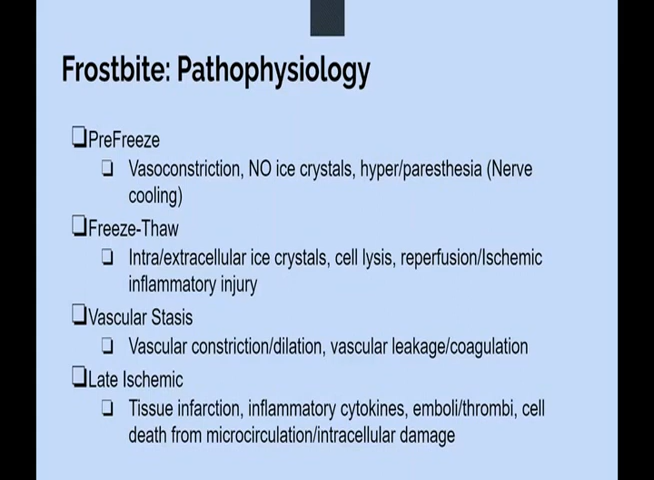 Frostbite: Pathophysiology
PreFreeze
Vasoconstriction, NO ice crystals, hyper/paresthesia (Nerve
cooling)
Freeze-Thaw
Intra/extracellular ice crystals, cell lysis, reperfusion/Ischemic
inflammatory injury
Vascular Stasis
Vascular constriction/dilation, vascular leakage/coagulation
Late Ischemic
Tissue infarction, inflammatory cytokines, emboli/thrombi, cell
death from microcirculation/intracellular damage